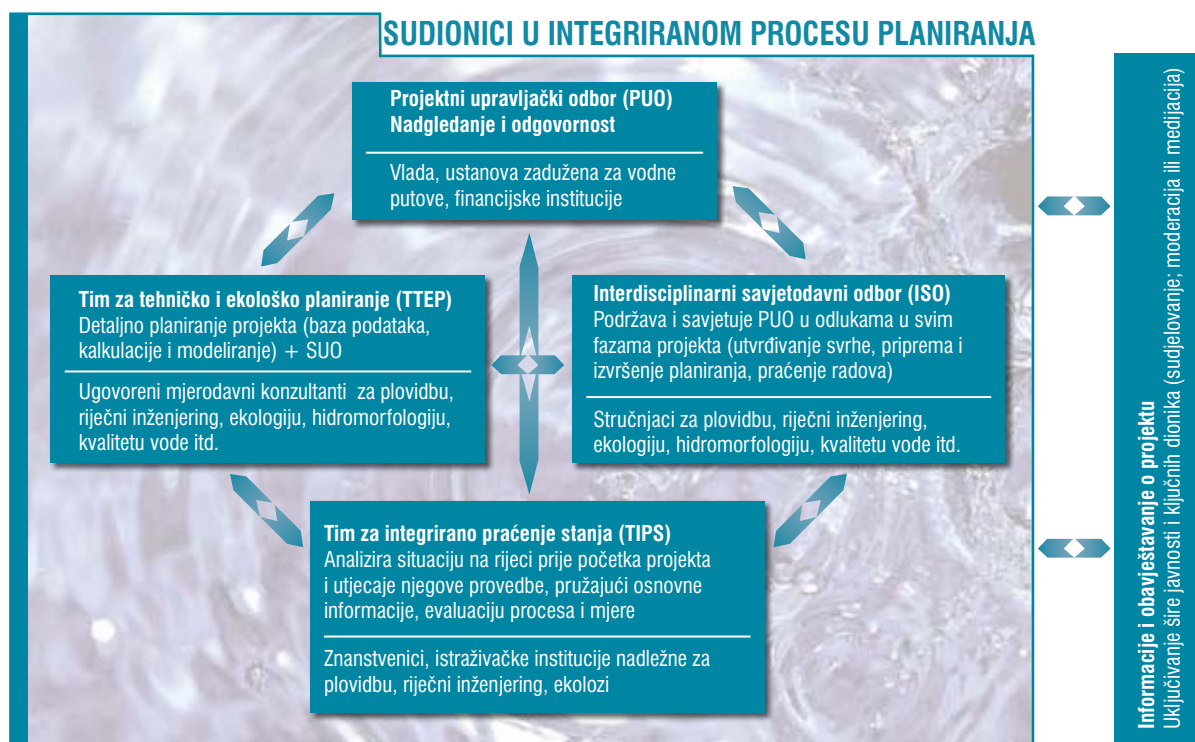 SUDIONICI U INTEGRIRANOM PROCESU PLANIRANJA
Projektni upravljački odbor (PUO)
Nadgledanje i odgovornost
Vlada, ustanova zadužena za vodne
putove, financijske institucije
Tim za tehničko i ekološko planiranje (TTEP)
Detaljno planiranje projekta (baza podataka,
kalkulacije i modeliranje) + SUO
Ugovoreni mjerodavni konzultanti za plovidbu,
riječni inženjering, ekologiju, hidromorfologiju,
kvalitetu vode itd.
Interdisciplinarni savjetodavni odbor (ISO)
Podržava i savjetuje PUO u odlukama u svim
fazama projekta (utvrđivanje svrhe, priprema i
izvršenje planiranja, praćenje radova)
Stručnjaci za plovidbu, riječni inženjering,
ekologiju, hidromorfologiju, kvalitetu vode itd.
Tim za integrirano praćenje stanja (TIPS)
Analizira situaciju na rijeci prije početka projekta
i utjecaje njegove provedbe, pružajući osnovne
informacije, evaluaciju procesa i mjere
Znanstvenici, istraživačke institucije nadležne za
plovidbu, riječni inženjering, ekolozi
Informacije i obavještavanje o projektu
Uključivanje šire javnosti i ključnih dionika (sudjelovanje; moderacija ili medijacija)